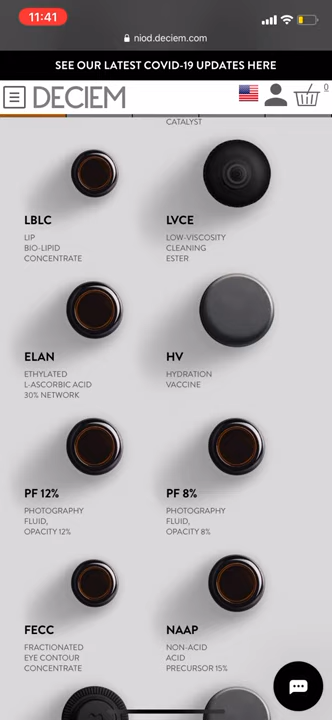 11:41
niod.deciem.com
SEE OUR LATEST COVID-19 UPDATES HERE
DECIEM
0
CATALYST
LBLC
LIP
BIO-LIPID
CONCENTRATE
LVCE
LOW-VISCOSITY
CLEANING
ESTER
ELAN
ETHYLATED
L-ASCORBIC ACID
30% NETWORK
HV
HYDRATION
VACCINE
PF 12%
PHOTOGRAPHY
FLUID,
OPACITY 12%
PF 8%
PHOTOGRAPHY
FLUID,
OPACITY 8%
FECC
FRACTIONATED
EYE CONTOUR
CONCENTRATE
NAAP
NON-ACID
ACID
PRECURSOR 15%